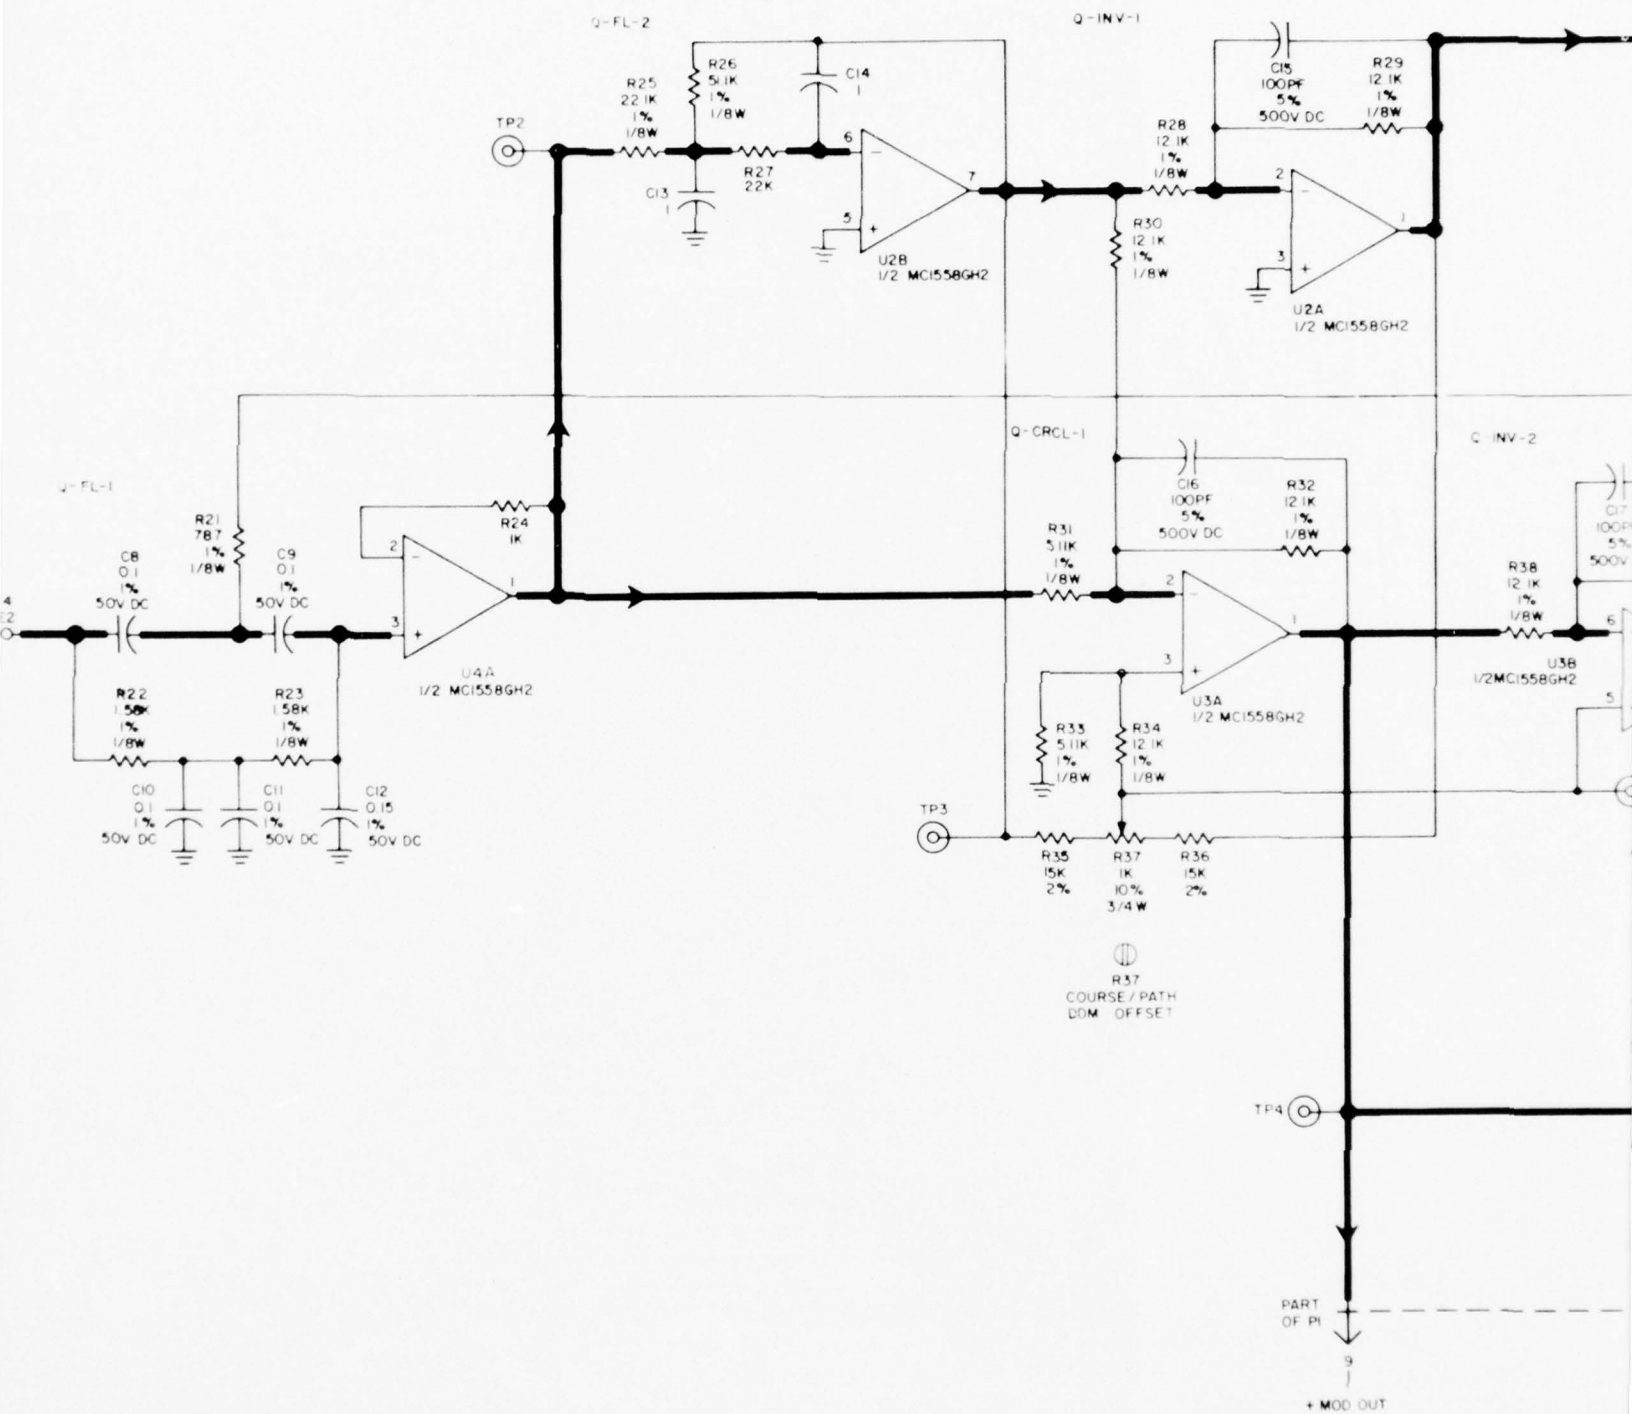 Q-FL-2
Q-INV-1
R26
51.1K
1%
1/8W
R25
22.1K
1%
1/8W
C14
1
C15
100PF
5%
500V DC
R29
12.1K
1%
1/8W
TP2
6
-
R27
22K
C13
1
7
R28
12.1K
1%
1/8W
2
-
5
+
U2B
1/2 MC1558GH2
R30
12.1K
1%
1/8W
1
3
+
U2A
1/2 MC1558GH2
Q-CRCL-1
Q-INV-2
Q-FL-1
C16
100PF
5%
500V DC
R32
12.1K
1%
1/8W
C17
100P
5%
500V
R21
787
1%
1/8W
R24
1K
2
-
R31
5.11K
1%
1/8W
R38
12.1K
1%
1/8W
C8
0.1
1%
50V DC
C9
0.1
1%
50V DC
1
2
-
4
E2
3
+
1
6
U4A
1/2 MC1558GH2
3
+
U3A
1/2 MC1558GH2
U3B
1/2MC1558GH2
5
R22
1.58K
1%
1/8W
R23
1.58K
1%
1/8W
R33
5.11K
1%
1/8W
R34
12.1K
1%
1/8W
C10
0.1
1%
50V DC
C11
0.1
1%
50V DC
C12
0.15
1%
50V DC
TP3
R35
15K
2%
R37
1K
10%
3/4W
R36
15K
2%
R37
COURSE/PATH
DDM OFFSET
TP4
PART
OF P1
9
+ MOD OUT